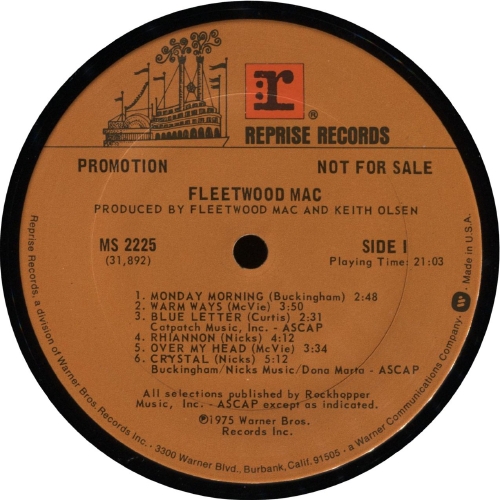 r®
REPRISE RECORDS
PROMOTION NOT FOR SALE
FLEETWOOD MAC
PRODUCED BY FLEETWOOD MAC AND KEITH OLSEN
MS 2225 SIDE I
(31,892) Playing Time: 21:03
1. MONDAY MORNING (Buckingham) 2:48
2. WARM WAYS (McVie) 3:50
3. BLUE LETTER (Curtis) 2:31
Catpatch Music, Inc. - ASCAP
4. RHIANNON (Nicks) 4:12
5. OVER MY HEAD (McVie) 3:34
6. CRYSTAL (Nicks) 5:12
Buckingham/Nicks Music/Dona Marta - ASCAP
All selections published by Rockhopper
Music, Inc. - ASCAP except as indicated.
℗1975 Warner Bros.
Records Inc.
Reprise Records, a division of Warner Bros. Records Inc. · 3300 Warner Blvd., Burbank, Calif. 91505 · a Warner Communications Company · W · Made in U.S.A.